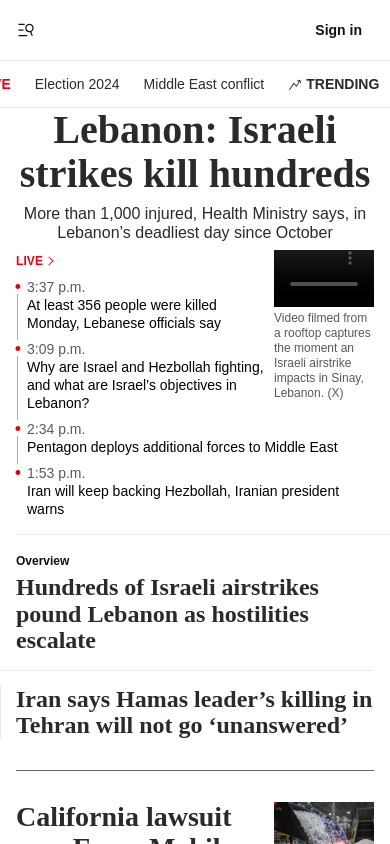 Sign in
E
Election 2024
Middle East conflict
TRENDING
Lebanon: Israeli
strikes kill hundreds
More than 1,000 injured, Health Ministry says, in
Lebanon’s deadliest day since October
LIVE
3:37 p.m.
At least 356 people were killed
Monday, Lebanese officials say
3:09 p.m.
Why are Israel and Hezbollah fighting,
and what are Israel’s objectives in
Lebanon?
2:34 p.m.
Pentagon deploys additional forces to Middle East
1:53 p.m.
Iran will keep backing Hezbollah, Iranian president
warns
Video filmed from
a rooftop captures
the moment an
Israeli airstrike
impacts in Sinay,
Lebanon. (X)
Overview
Hundreds of Israeli airstrikes
pound Lebanon as hostilities
escalate
Iran says Hamas leader’s killing in
Tehran will not go ‘unanswered’
California lawsuit